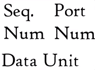 Seq. Port
Num Num
Data Unit